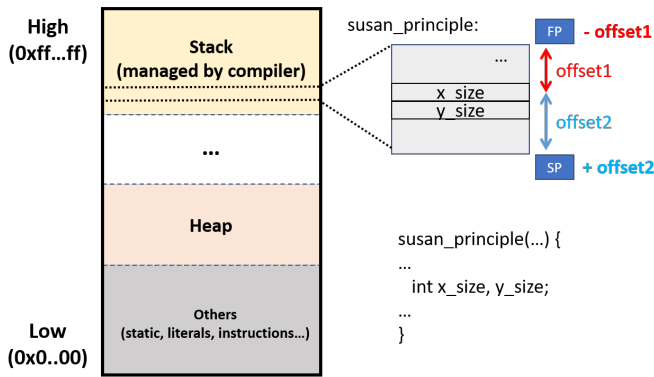 High
(0xff...ff)
Stack
(managed by compiler)
...
Heap
Others
(static, literals, instructions...)
Low
(0x0..00)
susan_principle:
...
x_size
y_size
FP
- offset1
offset1
offset2
SP
+ offset2
susan_principle(...) {
...
int x_size, y_size;
...
}